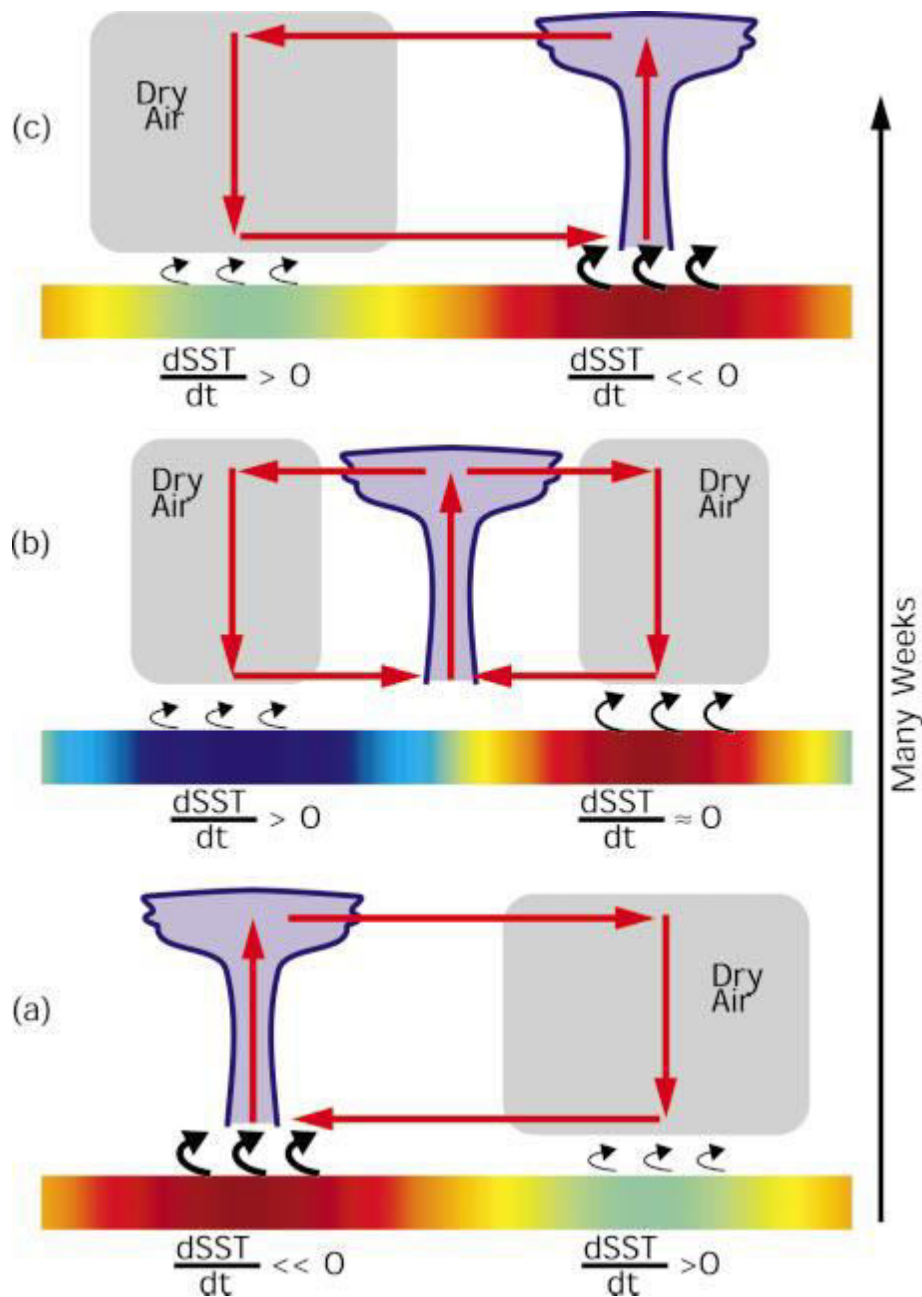 (c)
Dry
Air
dSST
dt
> 0
dSST
dt
<< 0
(b)
Dry
Air
Dry
Air
dSST
dt
> 0
dSST
dt
≈ 0
(a)
Dry
Air
dSST
dt
<< 0
dSST
dt
>0
Many Weeks